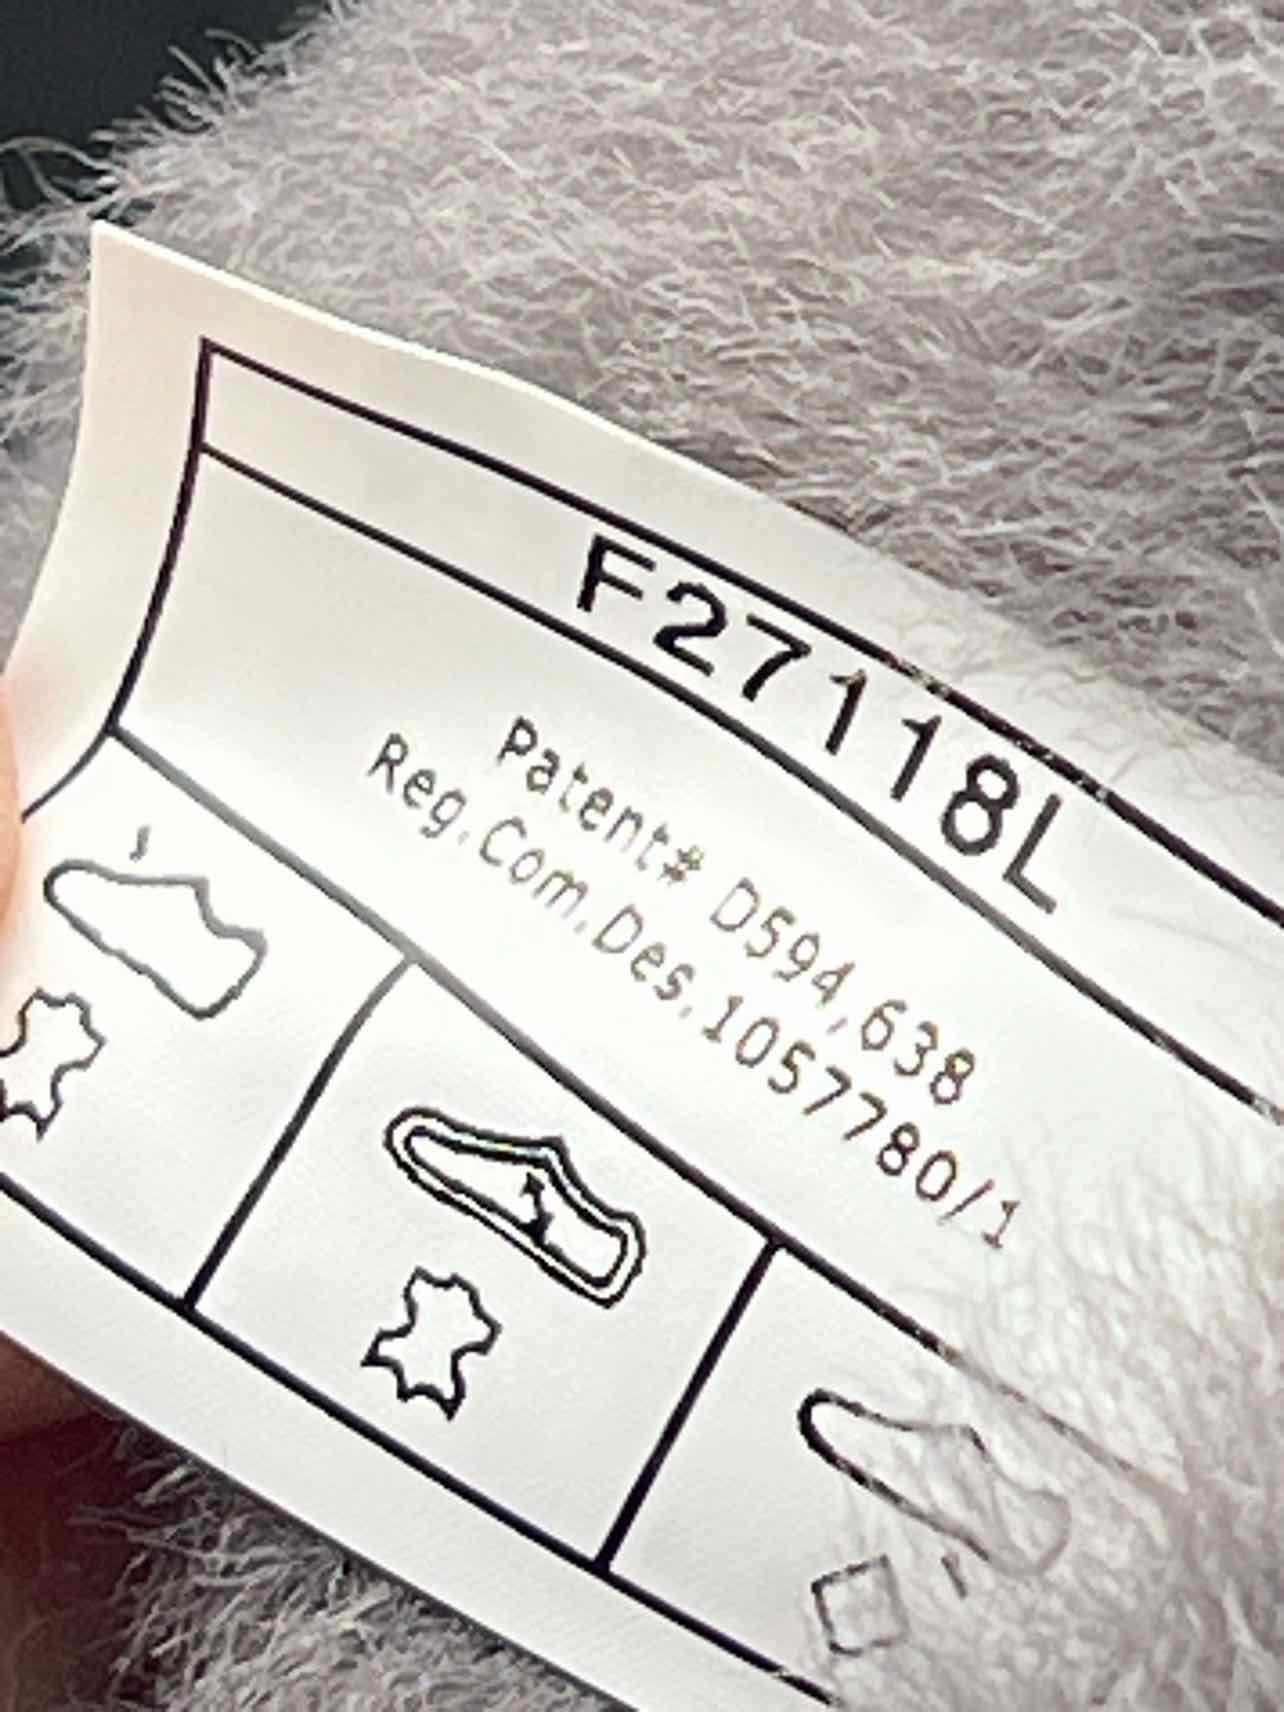 F27118L
Patent# D594,638
Reg.Com.Des.1057780/1